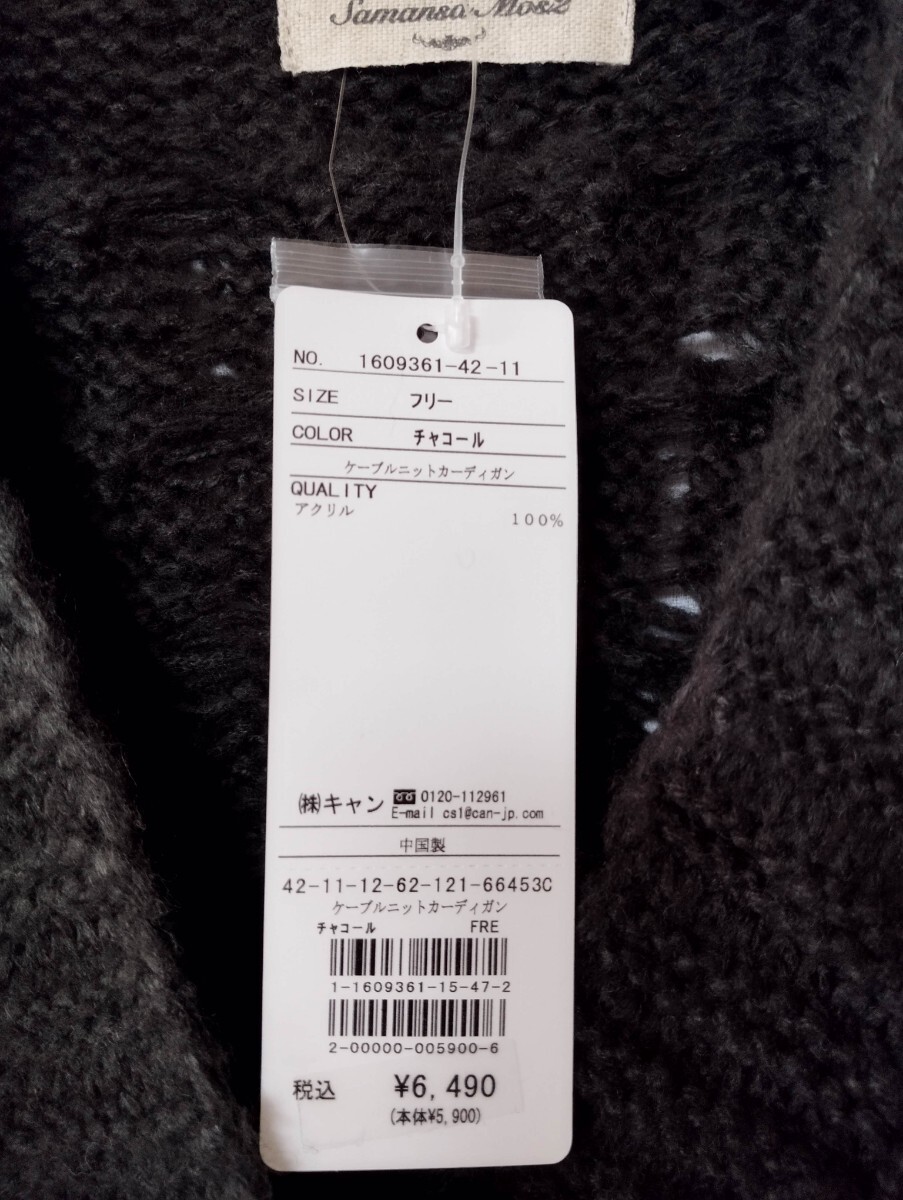 Samansa Mos2
NO. 1609361-42-11
SIZE フリー
COLOR チャコール
ケーブルニットカーディガン
QUALITY
アクリル 100%
㈱キャン 0120-112961
E-mail cs1@can-jp.com
中国製
42-11-12-62-121-66453C
ケーブルニットカーディガン
チャコール FRE
1-1609361-15-47-2
2-00000-005900-6
税込 ¥6,490
(本体¥5,900)